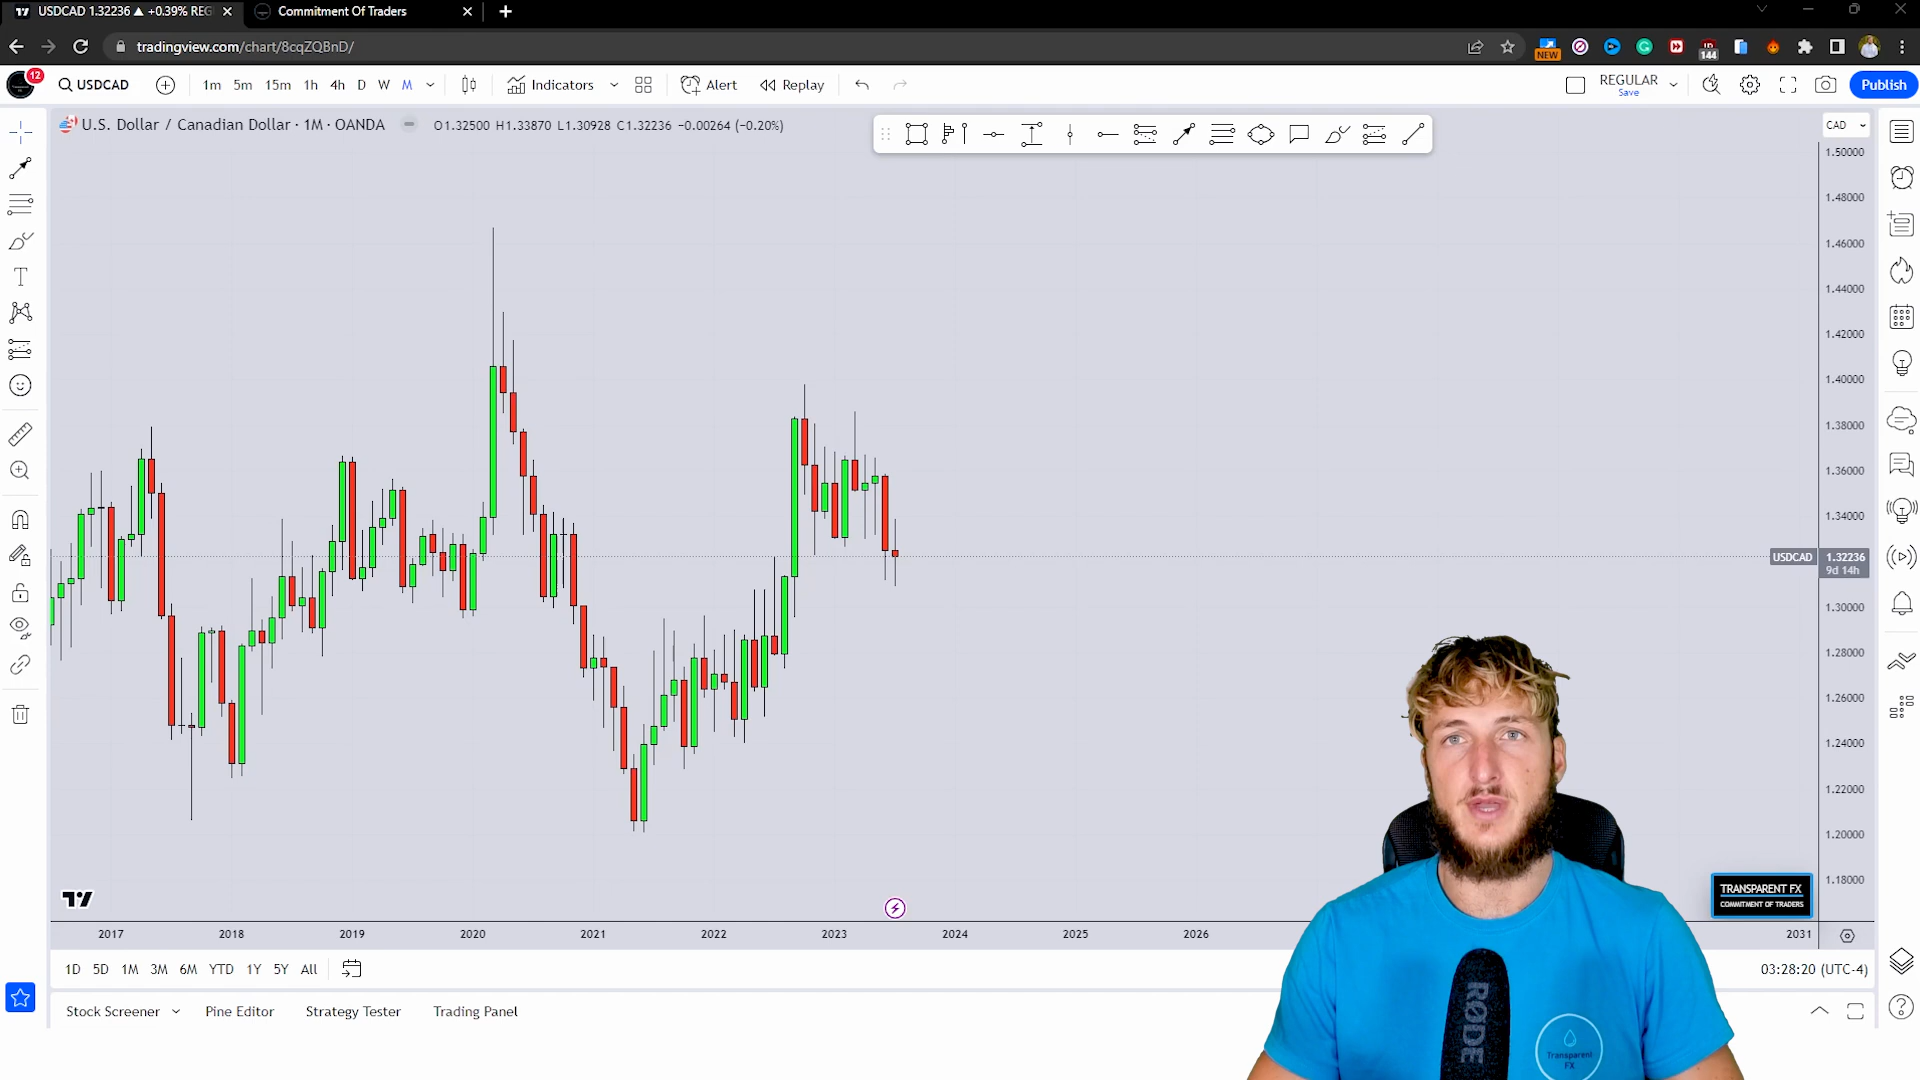 USDCAD 1.32236 ▲ +0.39% REG
Commitment Of Traders
tradingview.com/chart/8cqZQBnD/
NEW
144
12
USDCAD
1m 5m 15m 1h 4h D W M
Indicators
Alert
Replay
REGULAR
Save
Publish
U.S. Dollar / Canadian Dollar · 1M · OANDA
O1.32500 H1.33870 L1.30928 C1.32236 −0.00264 (−0.20%)
CAD
1.50000
1.48000
1.46000
1.44000
1.42000
1.40000
1.38000
1.36000
1.34000
USDCAD 1.32236
9d 14h
1.30000
1.28000
1.26000
1.24000
1.22000
1.20000
1.18000
TRANSPARENT FX
COMMITMENT OF TRADERS
2017 2018 2019 2020 2021 2022 2023 2024 2025 2026 2031
1D 5D 1M 3M 6M YTD 1Y 5Y All
03:28:20 (UTC-4)
Stock Screener
Pine Editor
Strategy Tester
Trading Panel
RØDE
Transparent
FX